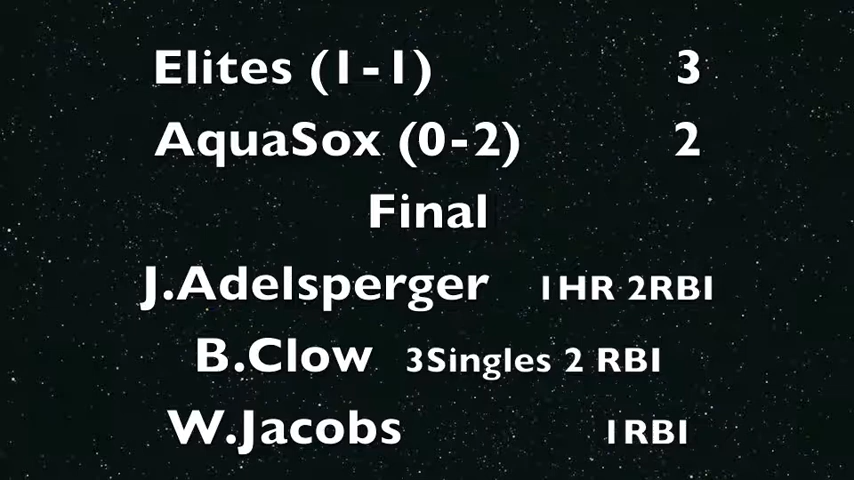 Elites (1-1) 3
AquaSox (0-2) 2
Final
J.Adelsperger 1HR 2RBI
B.Clow 3Singles 2 RBI
W.Jacobs 1RBI